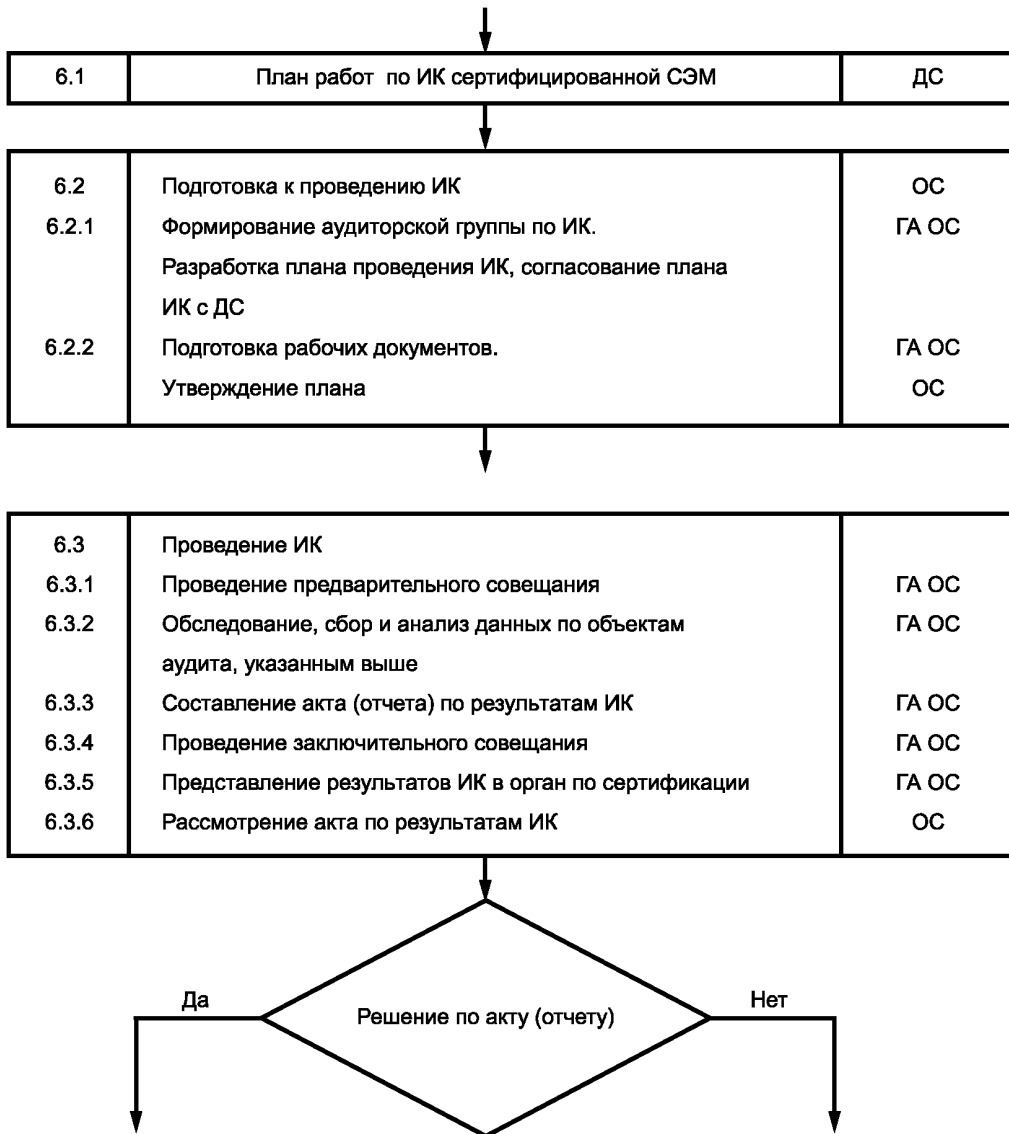 6.1 План работ по ИК сертифицированной СЭМ ДС
6.2 Подготовка к проведению ИК ОС
6.2.1 Формирование аудиторской группы по ИК. ГА ОС
Разработка плана проведения ИК, согласование плана
ИК с ДС
6.2.2 Подготовка рабочих документов. ГА ОС
Утверждение плана ОС
6.3 Проведение ИК
6.3.1 Проведение предварительного совещания ГА ОС
6.3.2 Обследование, сбор и анализ данных по объектам ГА ОС
аудита, указанным выше
6.3.3 Составление акта (отчета) по результатам ИК ГА ОС
6.3.4 Проведение заключительного совещания ГА ОС
6.3.5 Представление результатов ИК в орган по сертификации ГА ОС
6.3.6 Рассмотрение акта по результатам ИК ОС
Да Нет
Решение по акту (отчету)